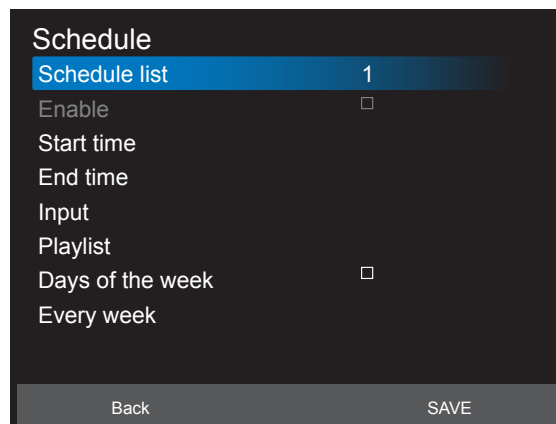 Schedule
Schedule list 1
Enable
Start time
End time
Input
Playlist
Days of the week
Every week
Back SAVE